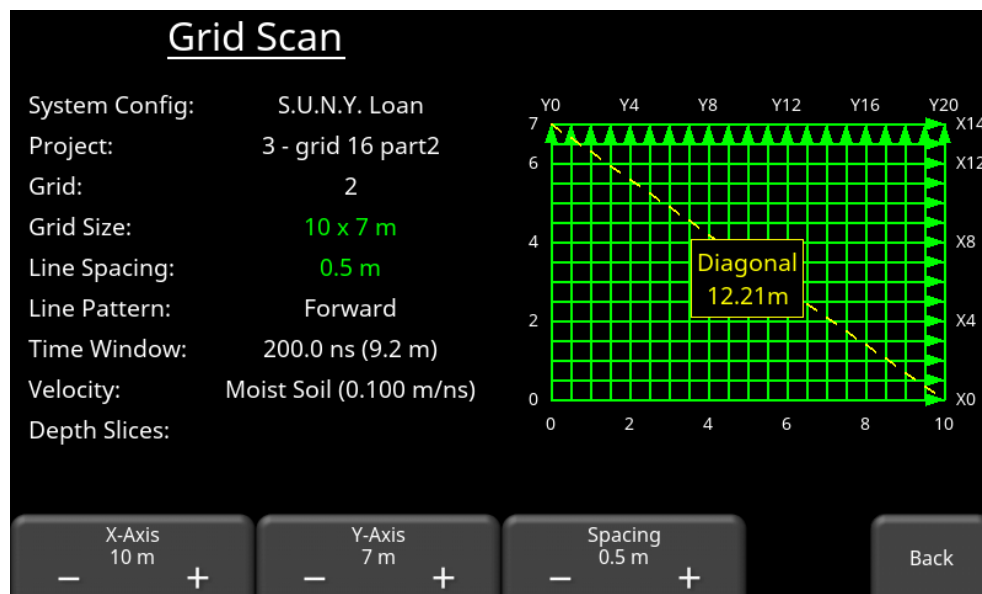 Grid Scan
System Config: S.U.N.Y. Loan
Project: 3 - grid 16 part2
Grid: 2
Grid Size: 10 x 7 m
Line Spacing: 0.5 m
Line Pattern: Forward
Time Window: 200.0 ns (9.2 m)
Velocity: Moist Soil (0.100 m/ns)
Depth Slices:
Y0 Y4 Y8 Y12 Y16 Y20
7 X14
6 X12
4 X8
Diagonal
12.21m
2 X4
0 X0
0 2 4 6 8 10
X-Axis
10 m
− +
Y-Axis
7 m
− +
Spacing
0.5 m
− +
Back